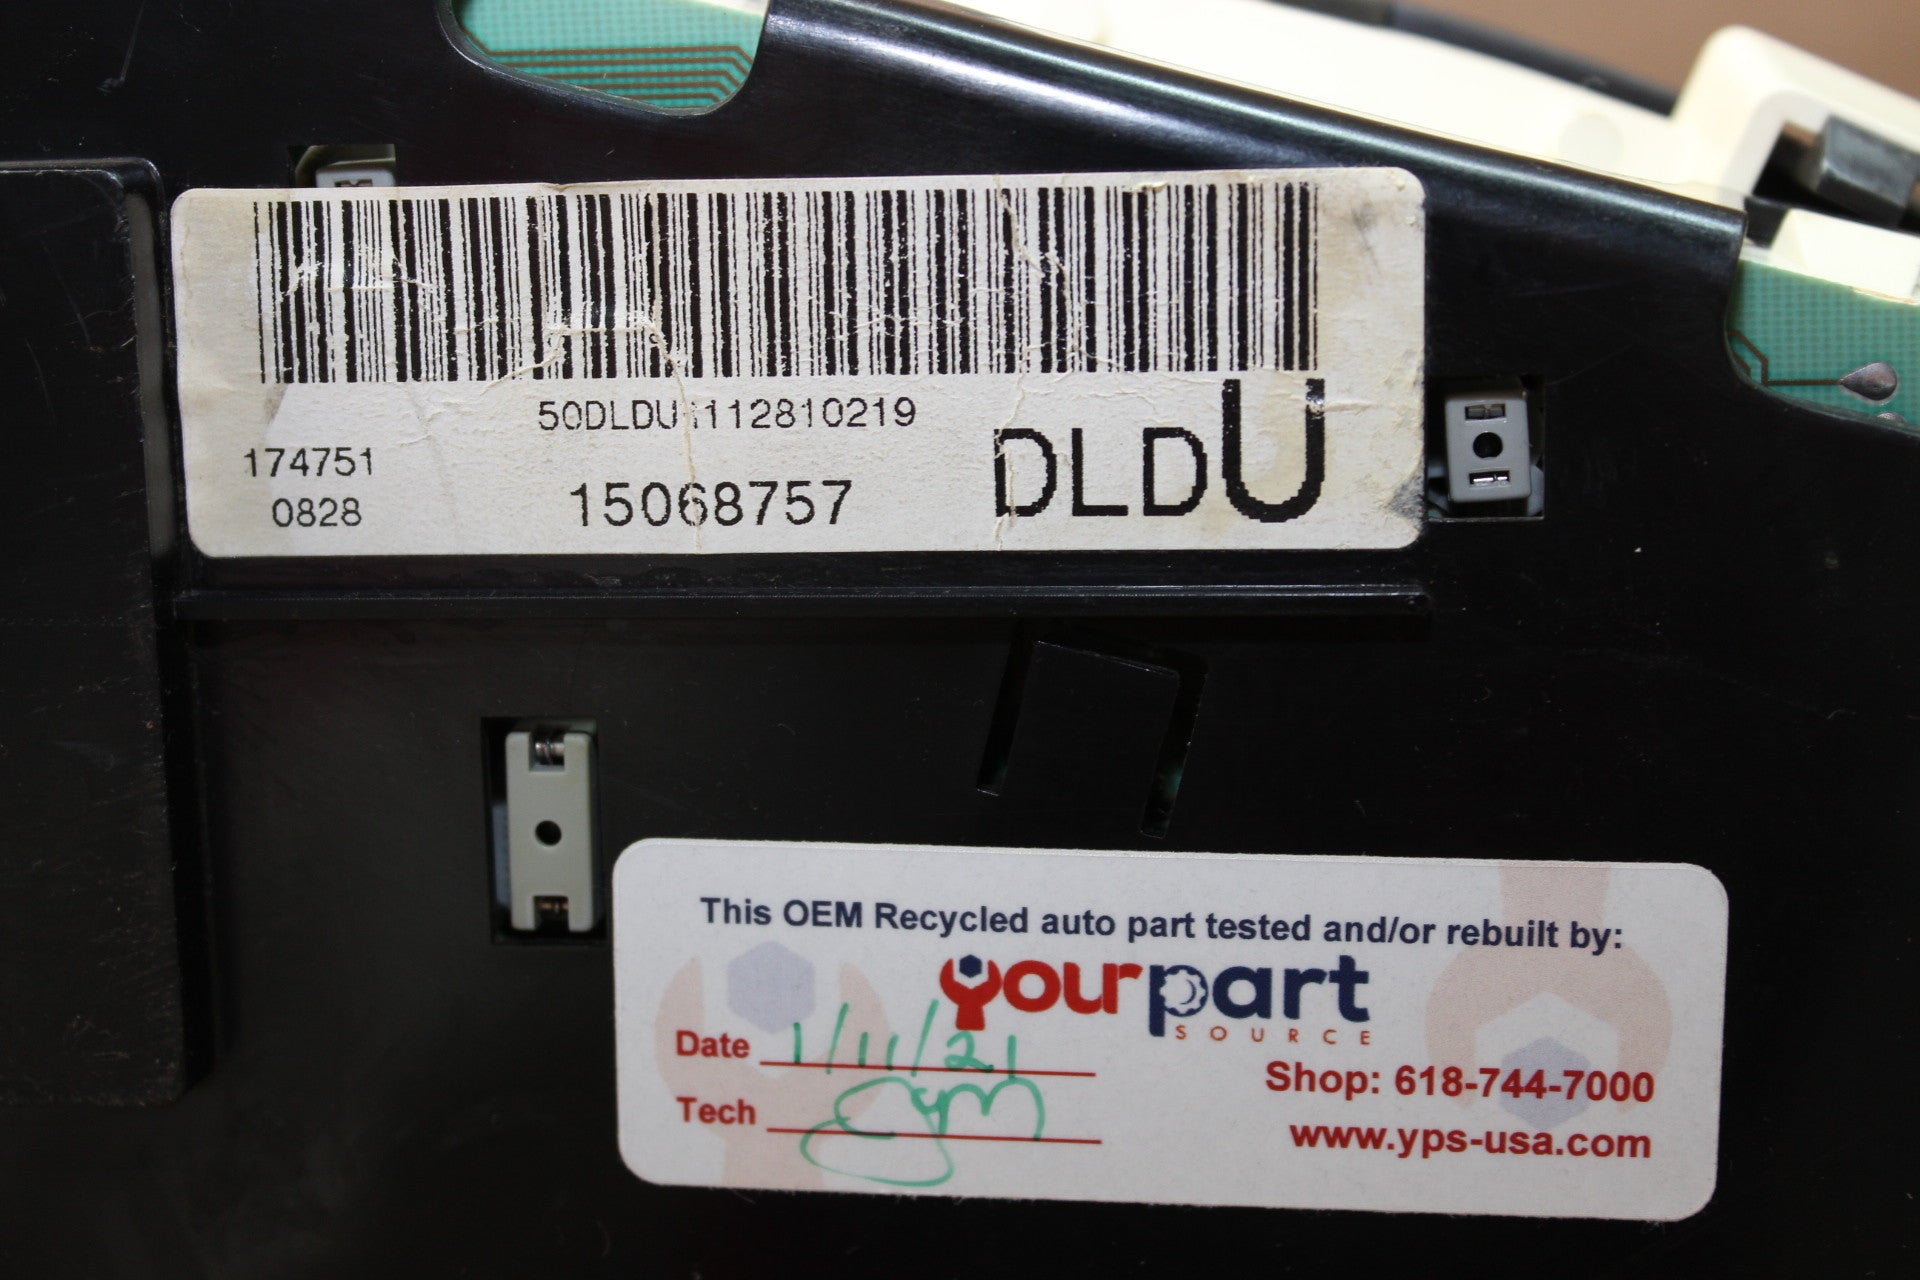 174751
0828
15068757
DLDU
This OEM Recycled auto part tested and/or rebuilt by:
yourpart
SOURCE
Date 1/11/21
Tech
Shop: 618-744-7000
www.yps-usa.com